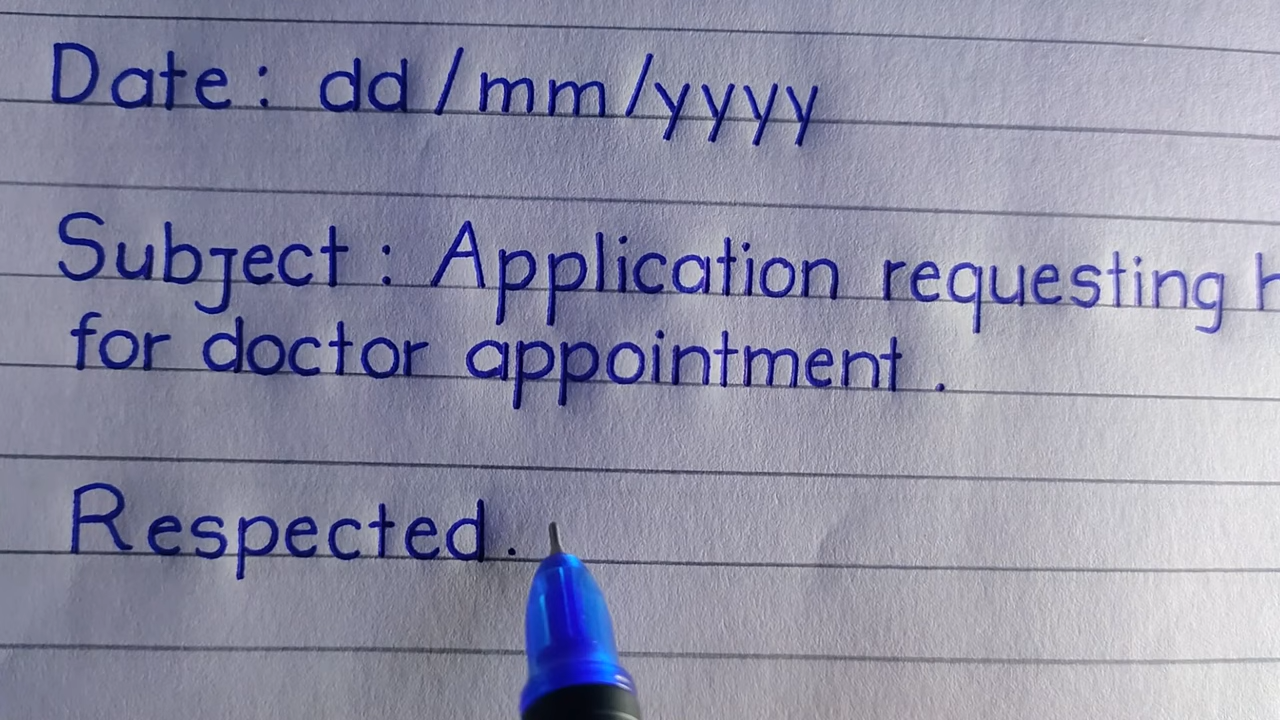 Date : dd/mm/yyyy
Subject : Application requesting
for doctor appointment .
Respected .